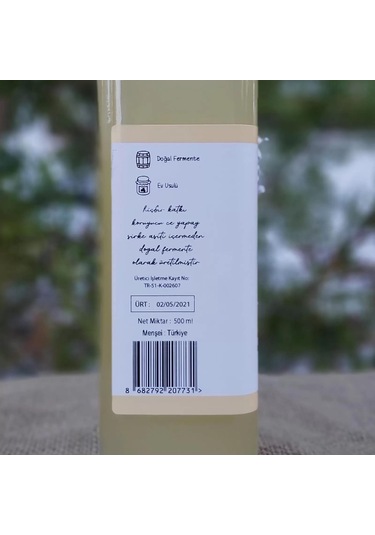 Doğal Fermente
Ev Usulü
Hiçbir katkı
koruyucu ve yapay
sirke asiti içermeden
doğal fermente
olarak üretilmiştir
Üretici İşletme Kayıt No:
TR-51-K-002607
ÜRT : 02/05/2021
Net Miktar : 500 ml
Menşei : Türkiye
8 682792 207731>